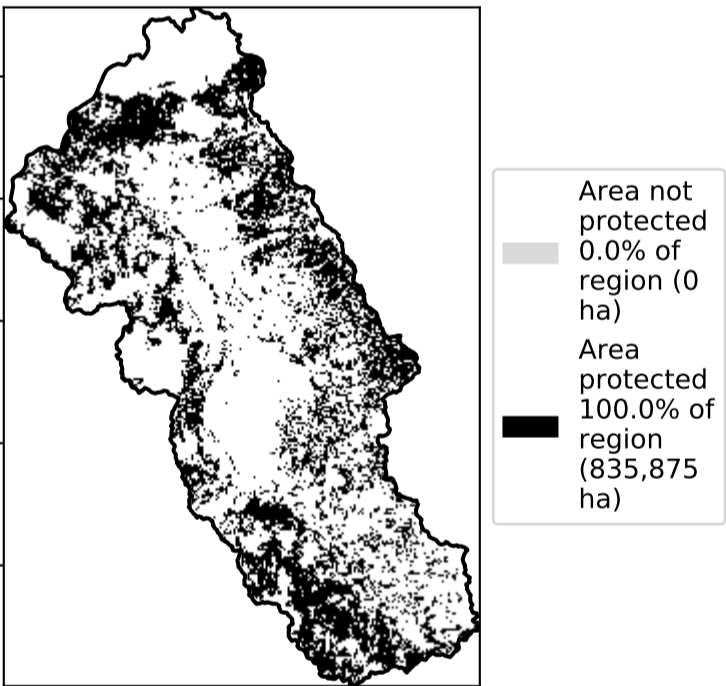 Area not
protected
0.0% of
region (0
ha)
Area
protected
100.0% of
region
(835,875
ha)